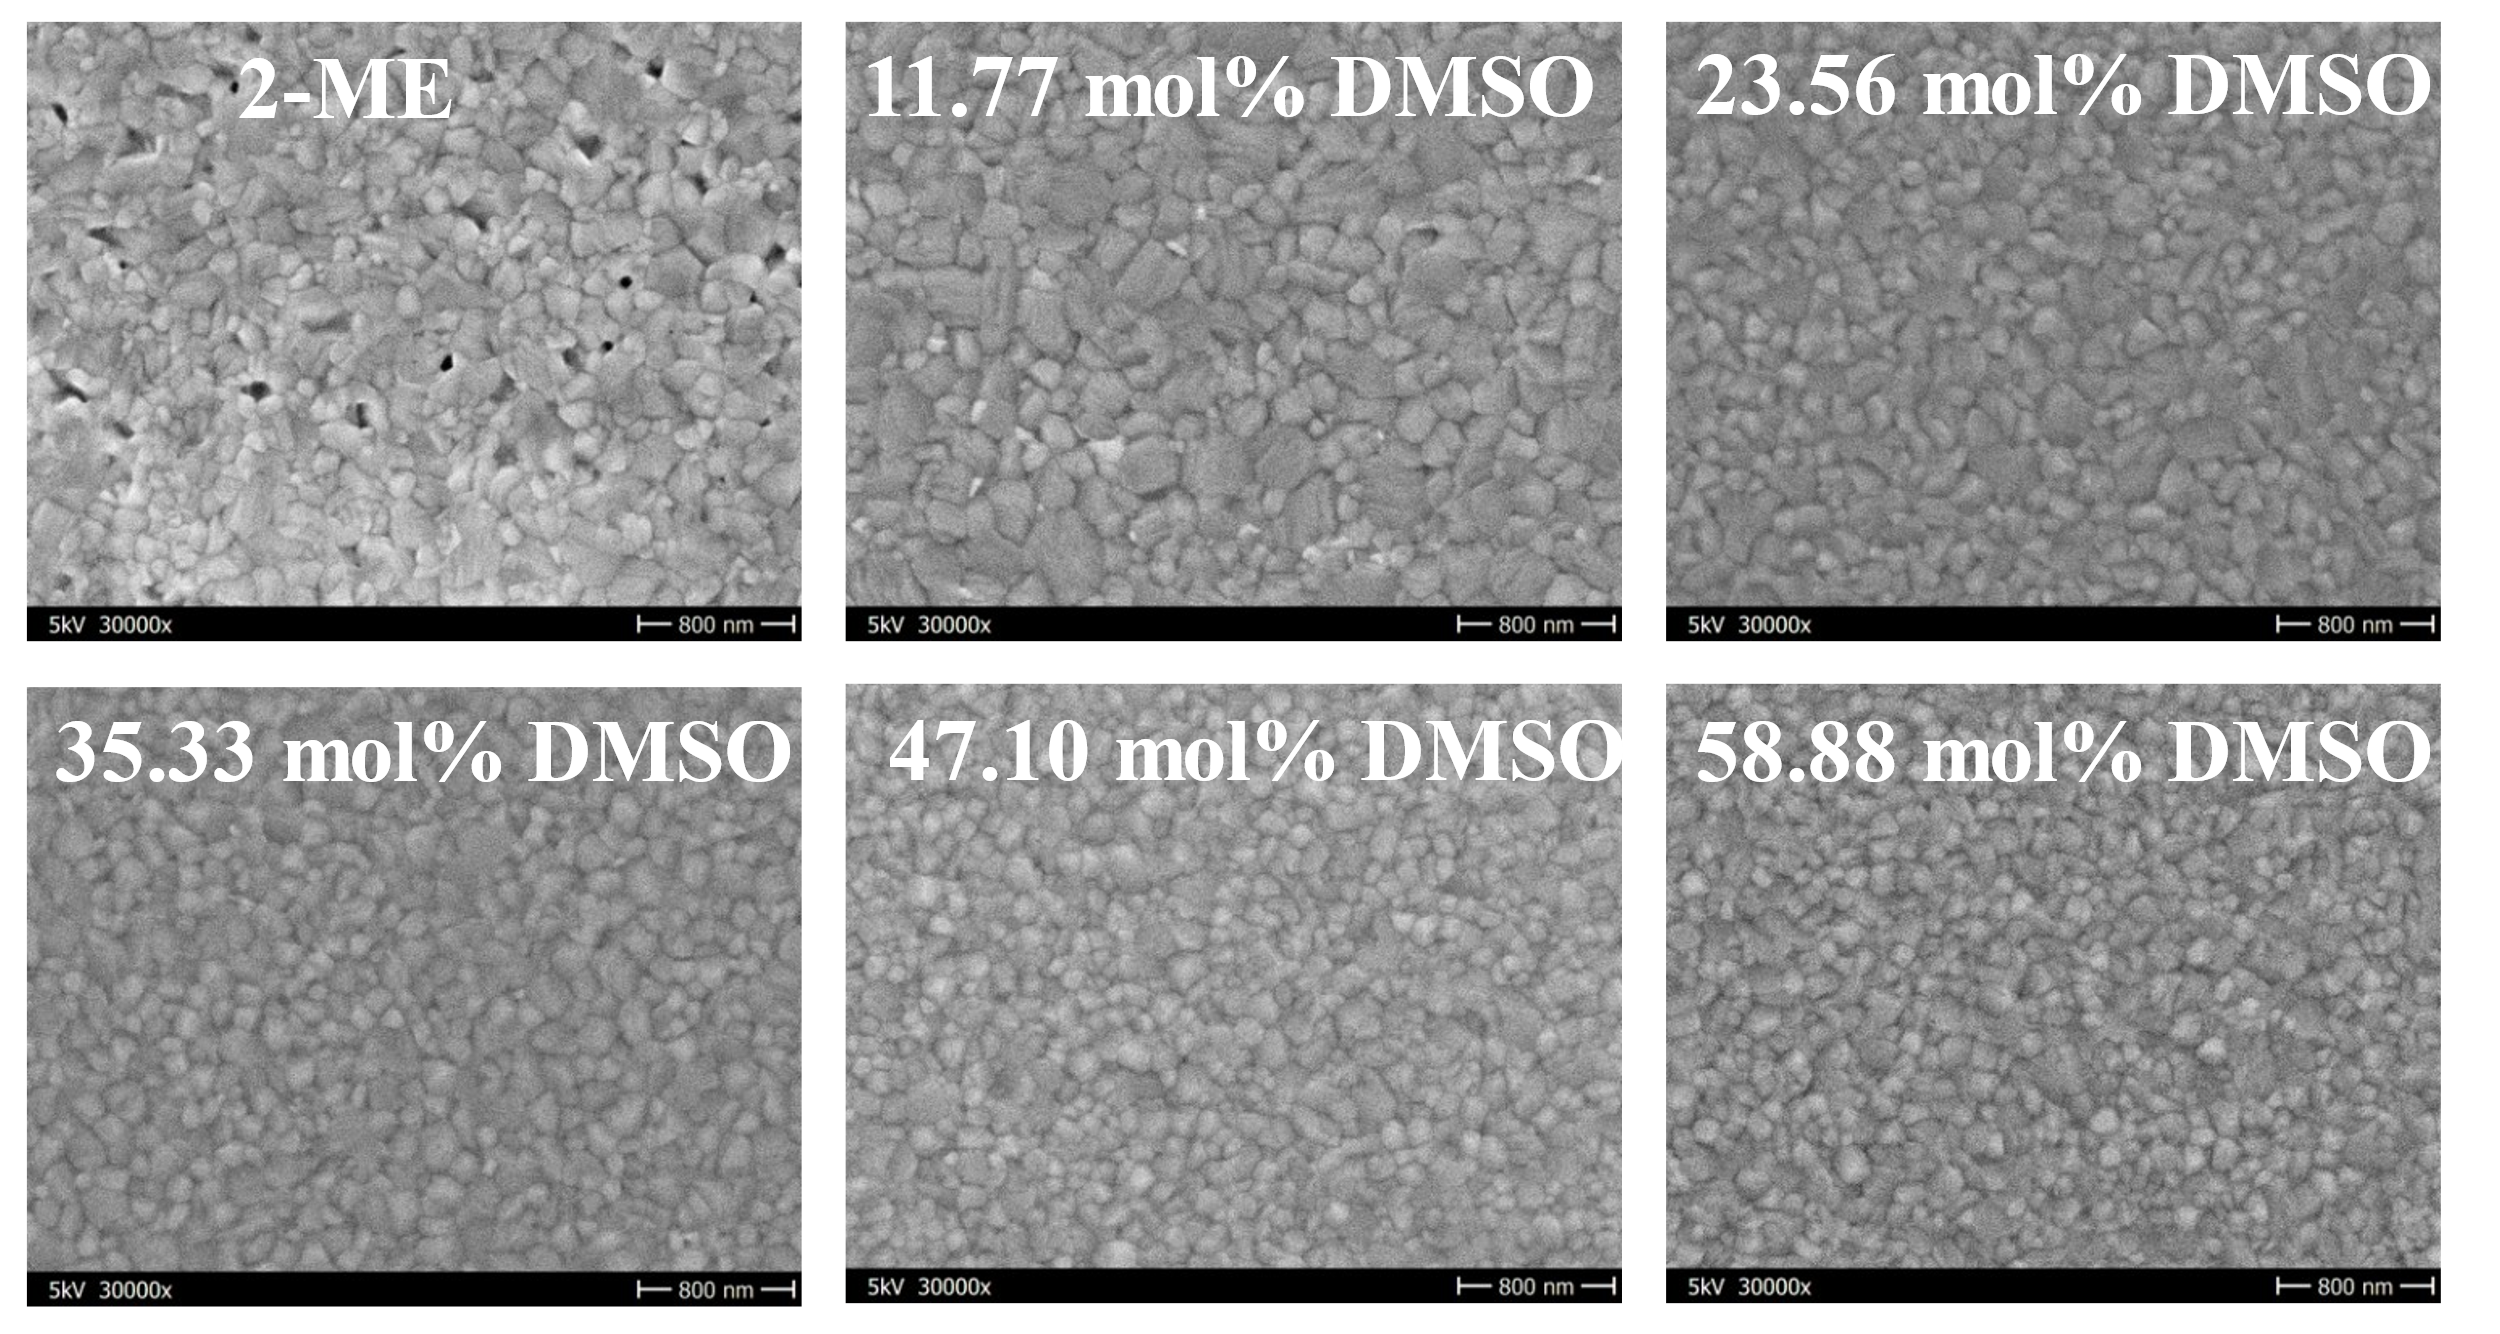 2-ME
5kV 30000x 800 nm
11.77 mol% DMSO
5kV 30000x 800 nm
23.56 mol% DMSO
5kV 30000x 800 nm
35.33 mol% DMSO
5kV 30000x 800 nm
47.10 mol% DMSO
5kV 30000x 800 nm
58.88 mol% DMSO
5kV 30000x 800 nm